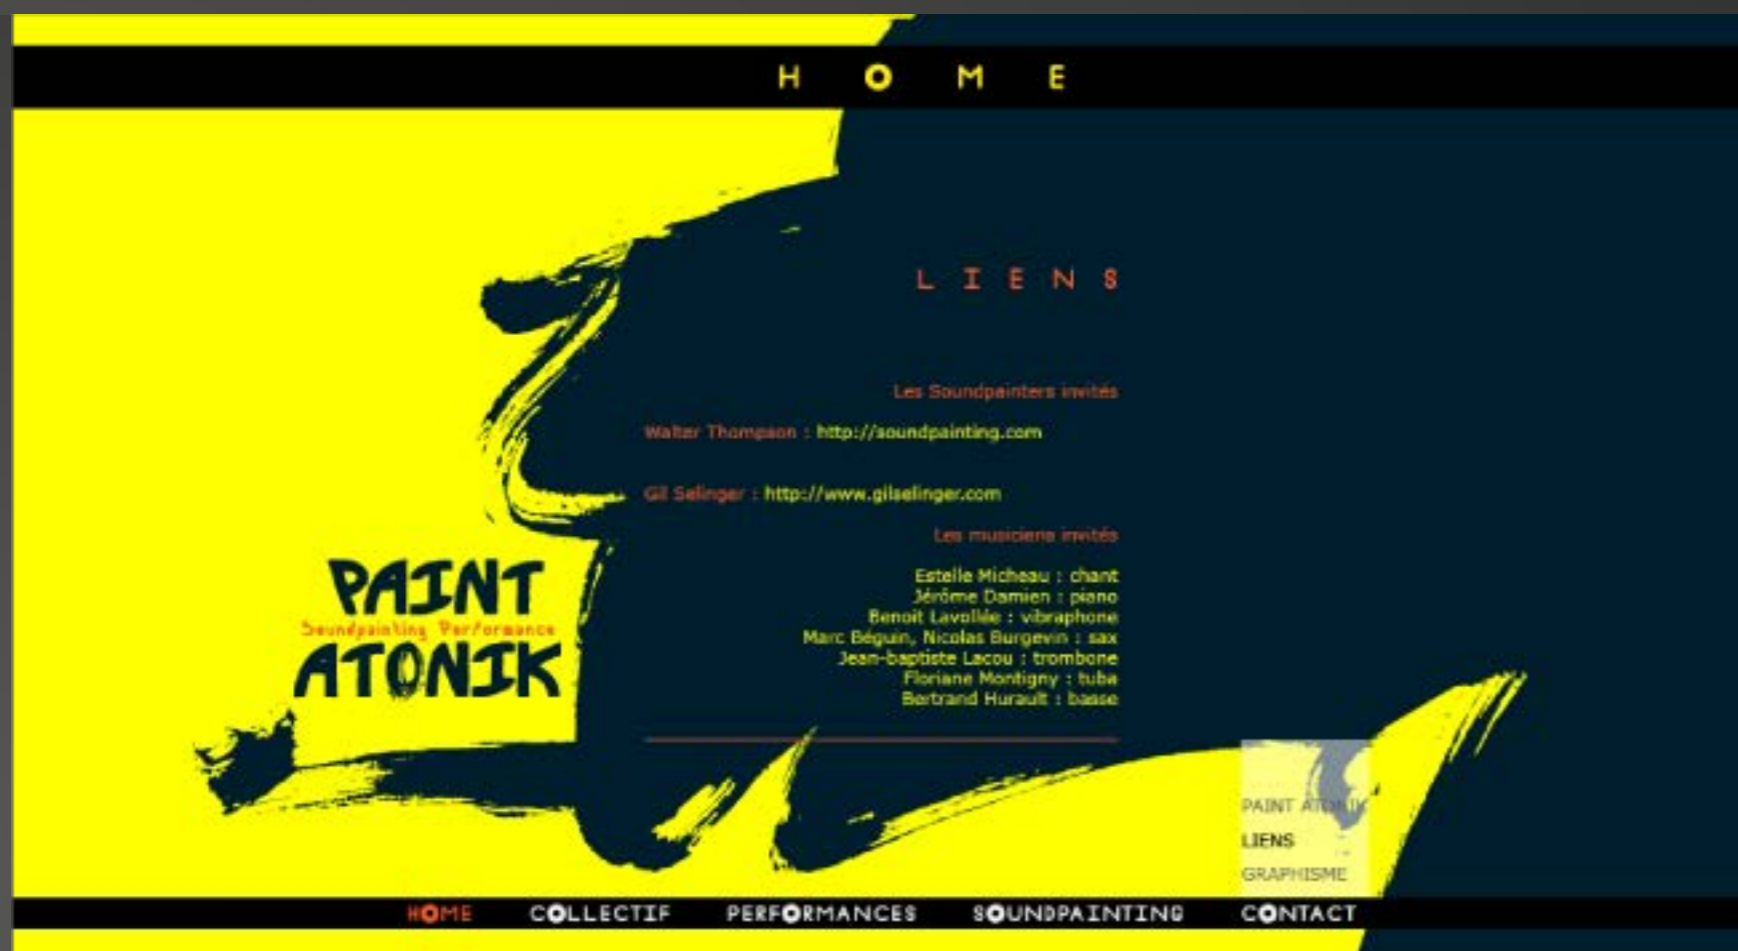 H O M E
L I E N S
Les Soundpainters invités
Walter Thompson : http://soundpainting.com
Gil Selinger : http://www.gilselinger.com
Les musiciens invités
Estelle Micheau : chant
Jérôme Damien : piano
Benoit Lavollée : vibraphone
Marc Béguin, Nicolas Burgevin : sax
Jean-baptiste Lacou : trombone
Floriane Montigny : tuba
Bertrand Hurault : basse
PAINT
Soundpainting Performance
ATONIK
PAINT ATONIK
LIENS
GRAPHISME
HOME COLLECTIF PERFORMANCES SOUNDPAINTING CONTACT